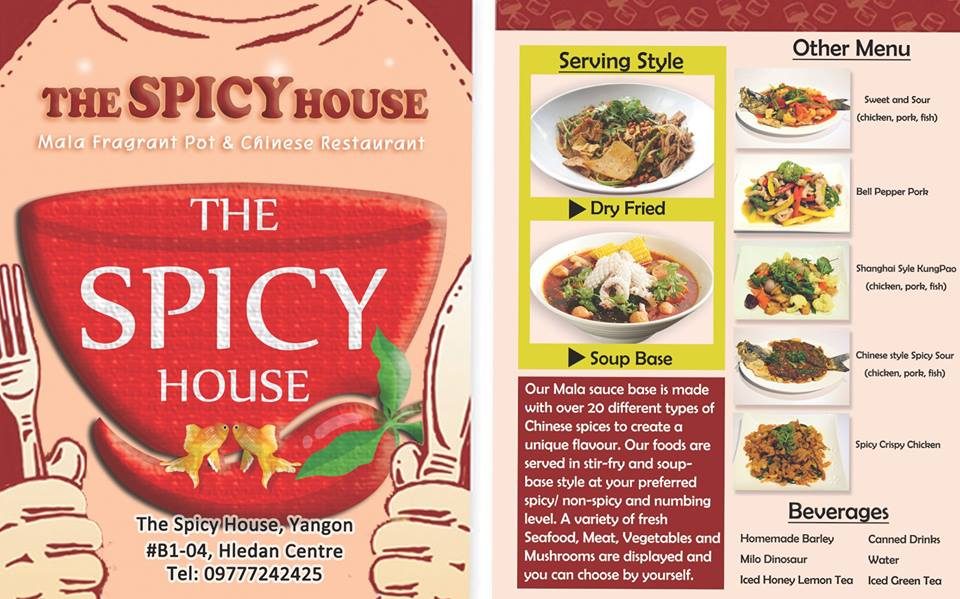 THE SPICY HOUSE
Mala Fragrant Pot & Chinese Restaurant
THE
SPICY
HOUSE
The Spicy House, Yangon
#B1-04, Hledan Centre
Tel: 09777242425
Serving Style
Dry Fried
Soup Base
Our Mala sauce base is made
with over 20 different types of
Chinese spices to create a
unique flavour. Our foods are
served in stir-fry and soup-
base style at your preferred
spicy/ non-spicy and numbing
level. A variety of fresh
Seafood, Meat, Vegetables and
Mushrooms are displayed and
you can choose by yourself.
Other Menu
Sweet and Sour
(chicken, pork, fish)
Bell Pepper Pork
Shanghai Syle KungPao
(chicken, pork, fish)
Chinese style Spicy Sour
(chicken, pork, fish)
Spicy Crispy Chicken
Beverages
Homemade Barley
Canned Drinks
Milo Dinosaur
Water
Iced Honey Lemon Tea
Iced Green Tea